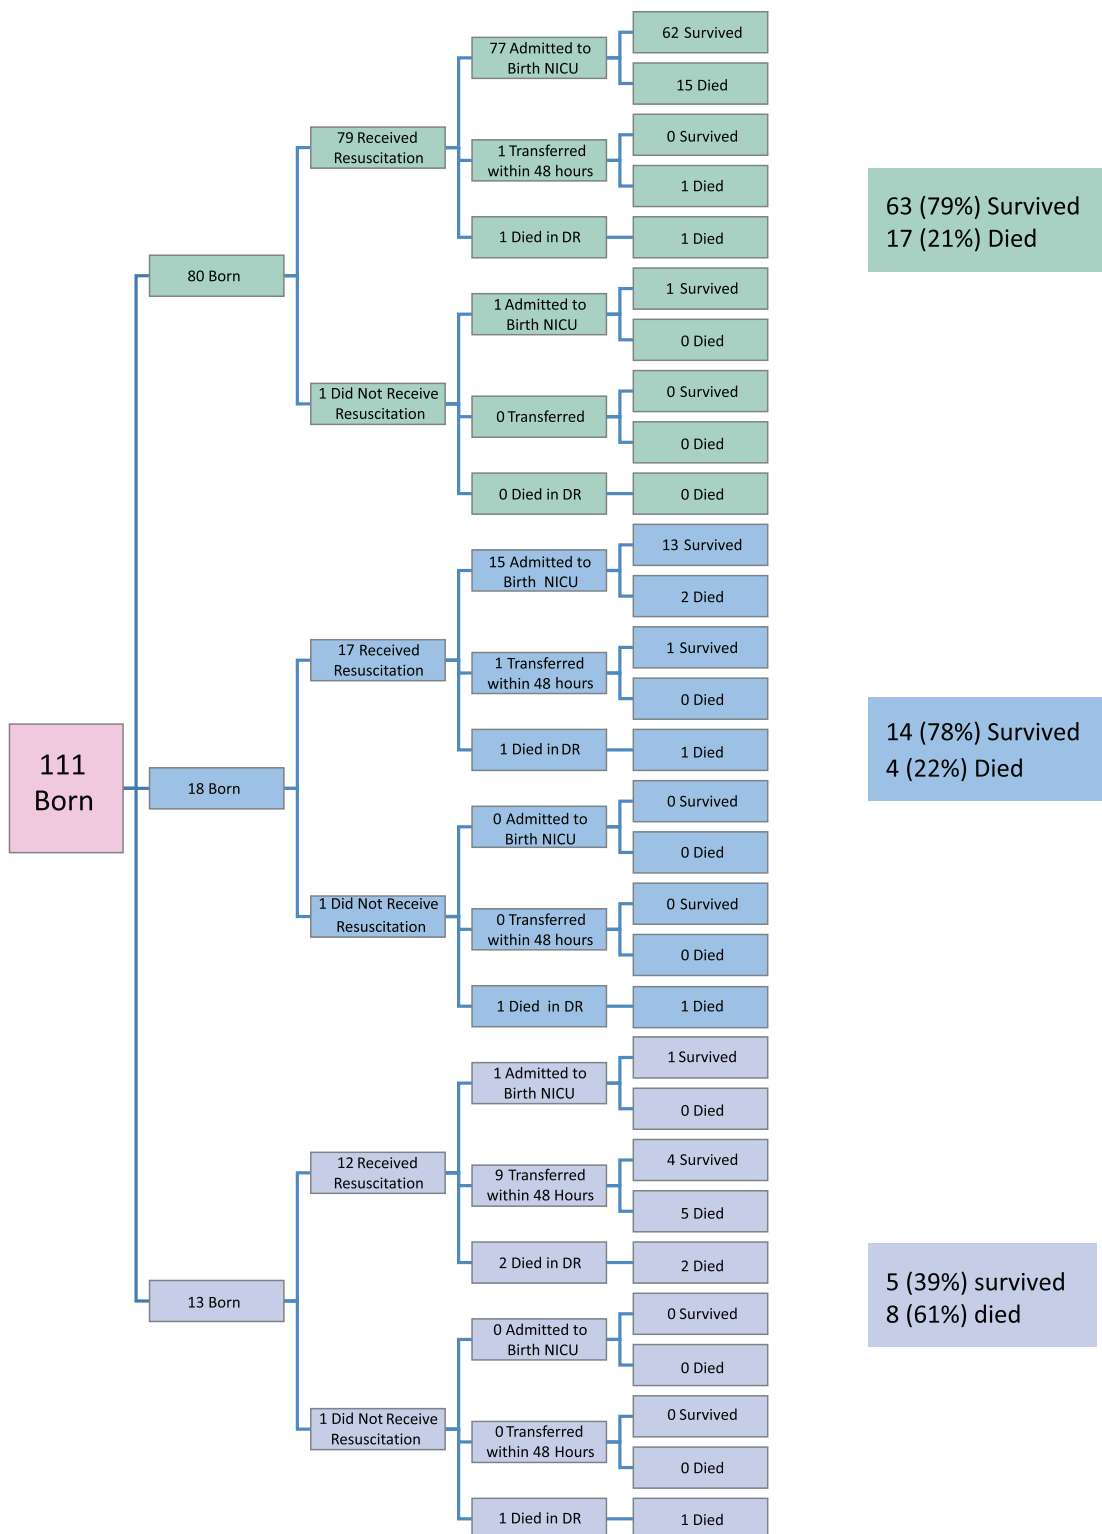 111
Born
80 Born
79 Received
Resuscitation
77 Admitted to
Birth NICU
62 Survived
15 Died
1 Transferred
within 48 hours
0 Survived
1 Died
1 Died in DR
1 Died
1 Did Not Receive
Resuscitation
1 Admitted to
Birth NICU
1 Survived
0 Died
0 Transferred
0 Survived
0 Died
0 Died in DR
0 Died
63 (79%) Survived
17 (21%) Died
18 Born
17 Received
Resuscitation
15 Admitted to
Birth NICU
13 Survived
2 Died
1 Transferred
within 48 hours
1 Survived
0 Died
1 Died in DR
1 Died
1 Did Not Receive
Resuscitation
0 Admitted to
Birth NICU
0 Survived
0 Died
0 Transferred
within 48 hours
0 Survived
0 Died
1 Died in DR
1 Died
14 (78%) Survived
4 (22%) Died
13 Born
12 Received
Resuscitation
1 Admitted to
Birth NICU
1 Survived
0 Died
9 Transferred
within 48 Hours
4 Survived
5 Died
2 Died in DR
2 Died
1 Did Not Receive
Resuscitation
0 Admitted to
Birth NICU
0 Survived
0 Died
0 Transferred
within 48 Hours
0 Survived
0 Died
1 Died in DR
1 Died
5 (39%) survived
8 (61%) died